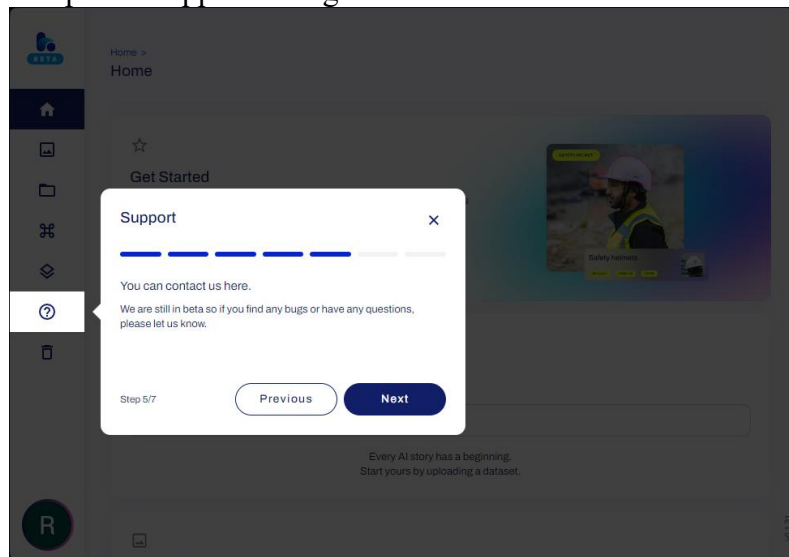 BETA
Home >
Home
Get Started
Safety helmets
Support
You can contact us here.
We are still in beta so if you find any bugs or have any questions,
please let us know.
Step 5/7
Previous
Next
Every AI story has a beginning.
Start yours by uploading a dataset.
R